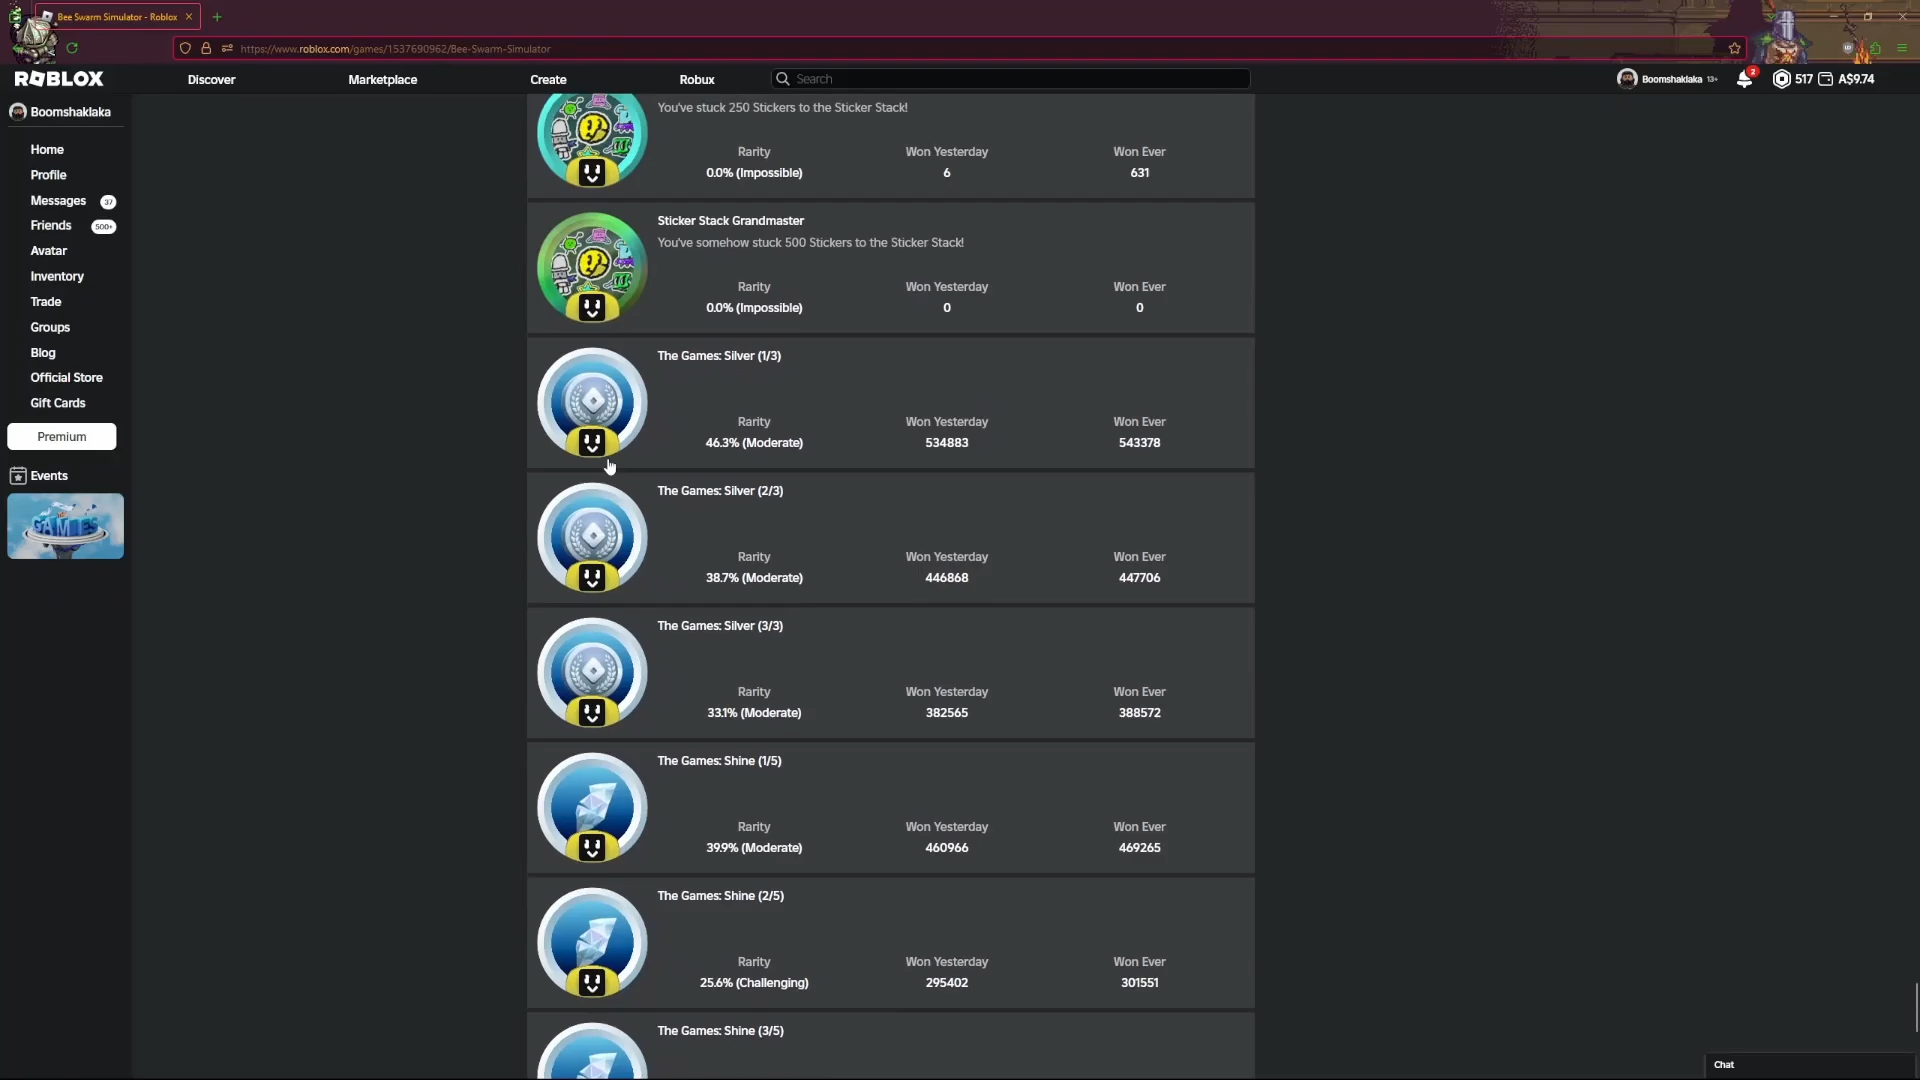 Bee Swarm Simulator - Roblox
https://www.roblox.com/games/1537690962/Bee-Swarm-Simulator
ROBLOX
Discover
Marketplace
Create
Robux
Search
Boomshaklaka 13+
2
517
A$9.74
Boomshaklaka
Home
Profile
Messages 37
Friends 500+
Avatar
Inventory
Trade
Groups
Blog
Official Store
Gift Cards
Premium
Events
THE GAMES
You've stuck 250 Stickers to the Sticker Stack!
Rarity Won Yesterday Won Ever
0.0% (Impossible) 6 631
Sticker Stack Grandmaster
You've somehow stuck 500 Stickers to the Sticker Stack!
Rarity Won Yesterday Won Ever
0.0% (Impossible) 0 0
The Games: Silver (1/3)
Rarity Won Yesterday Won Ever
46.3% (Moderate) 534883 543378
The Games: Silver (2/3)
Rarity Won Yesterday Won Ever
38.7% (Moderate) 446868 447706
The Games: Silver (3/3)
Rarity Won Yesterday Won Ever
33.1% (Moderate) 382565 388572
The Games: Shine (1/5)
Rarity Won Yesterday Won Ever
39.9% (Moderate) 460966 469265
The Games: Shine (2/5)
Rarity Won Yesterday Won Ever
25.6% (Challenging) 295402 301551
The Games: Shine (3/5)
Chat